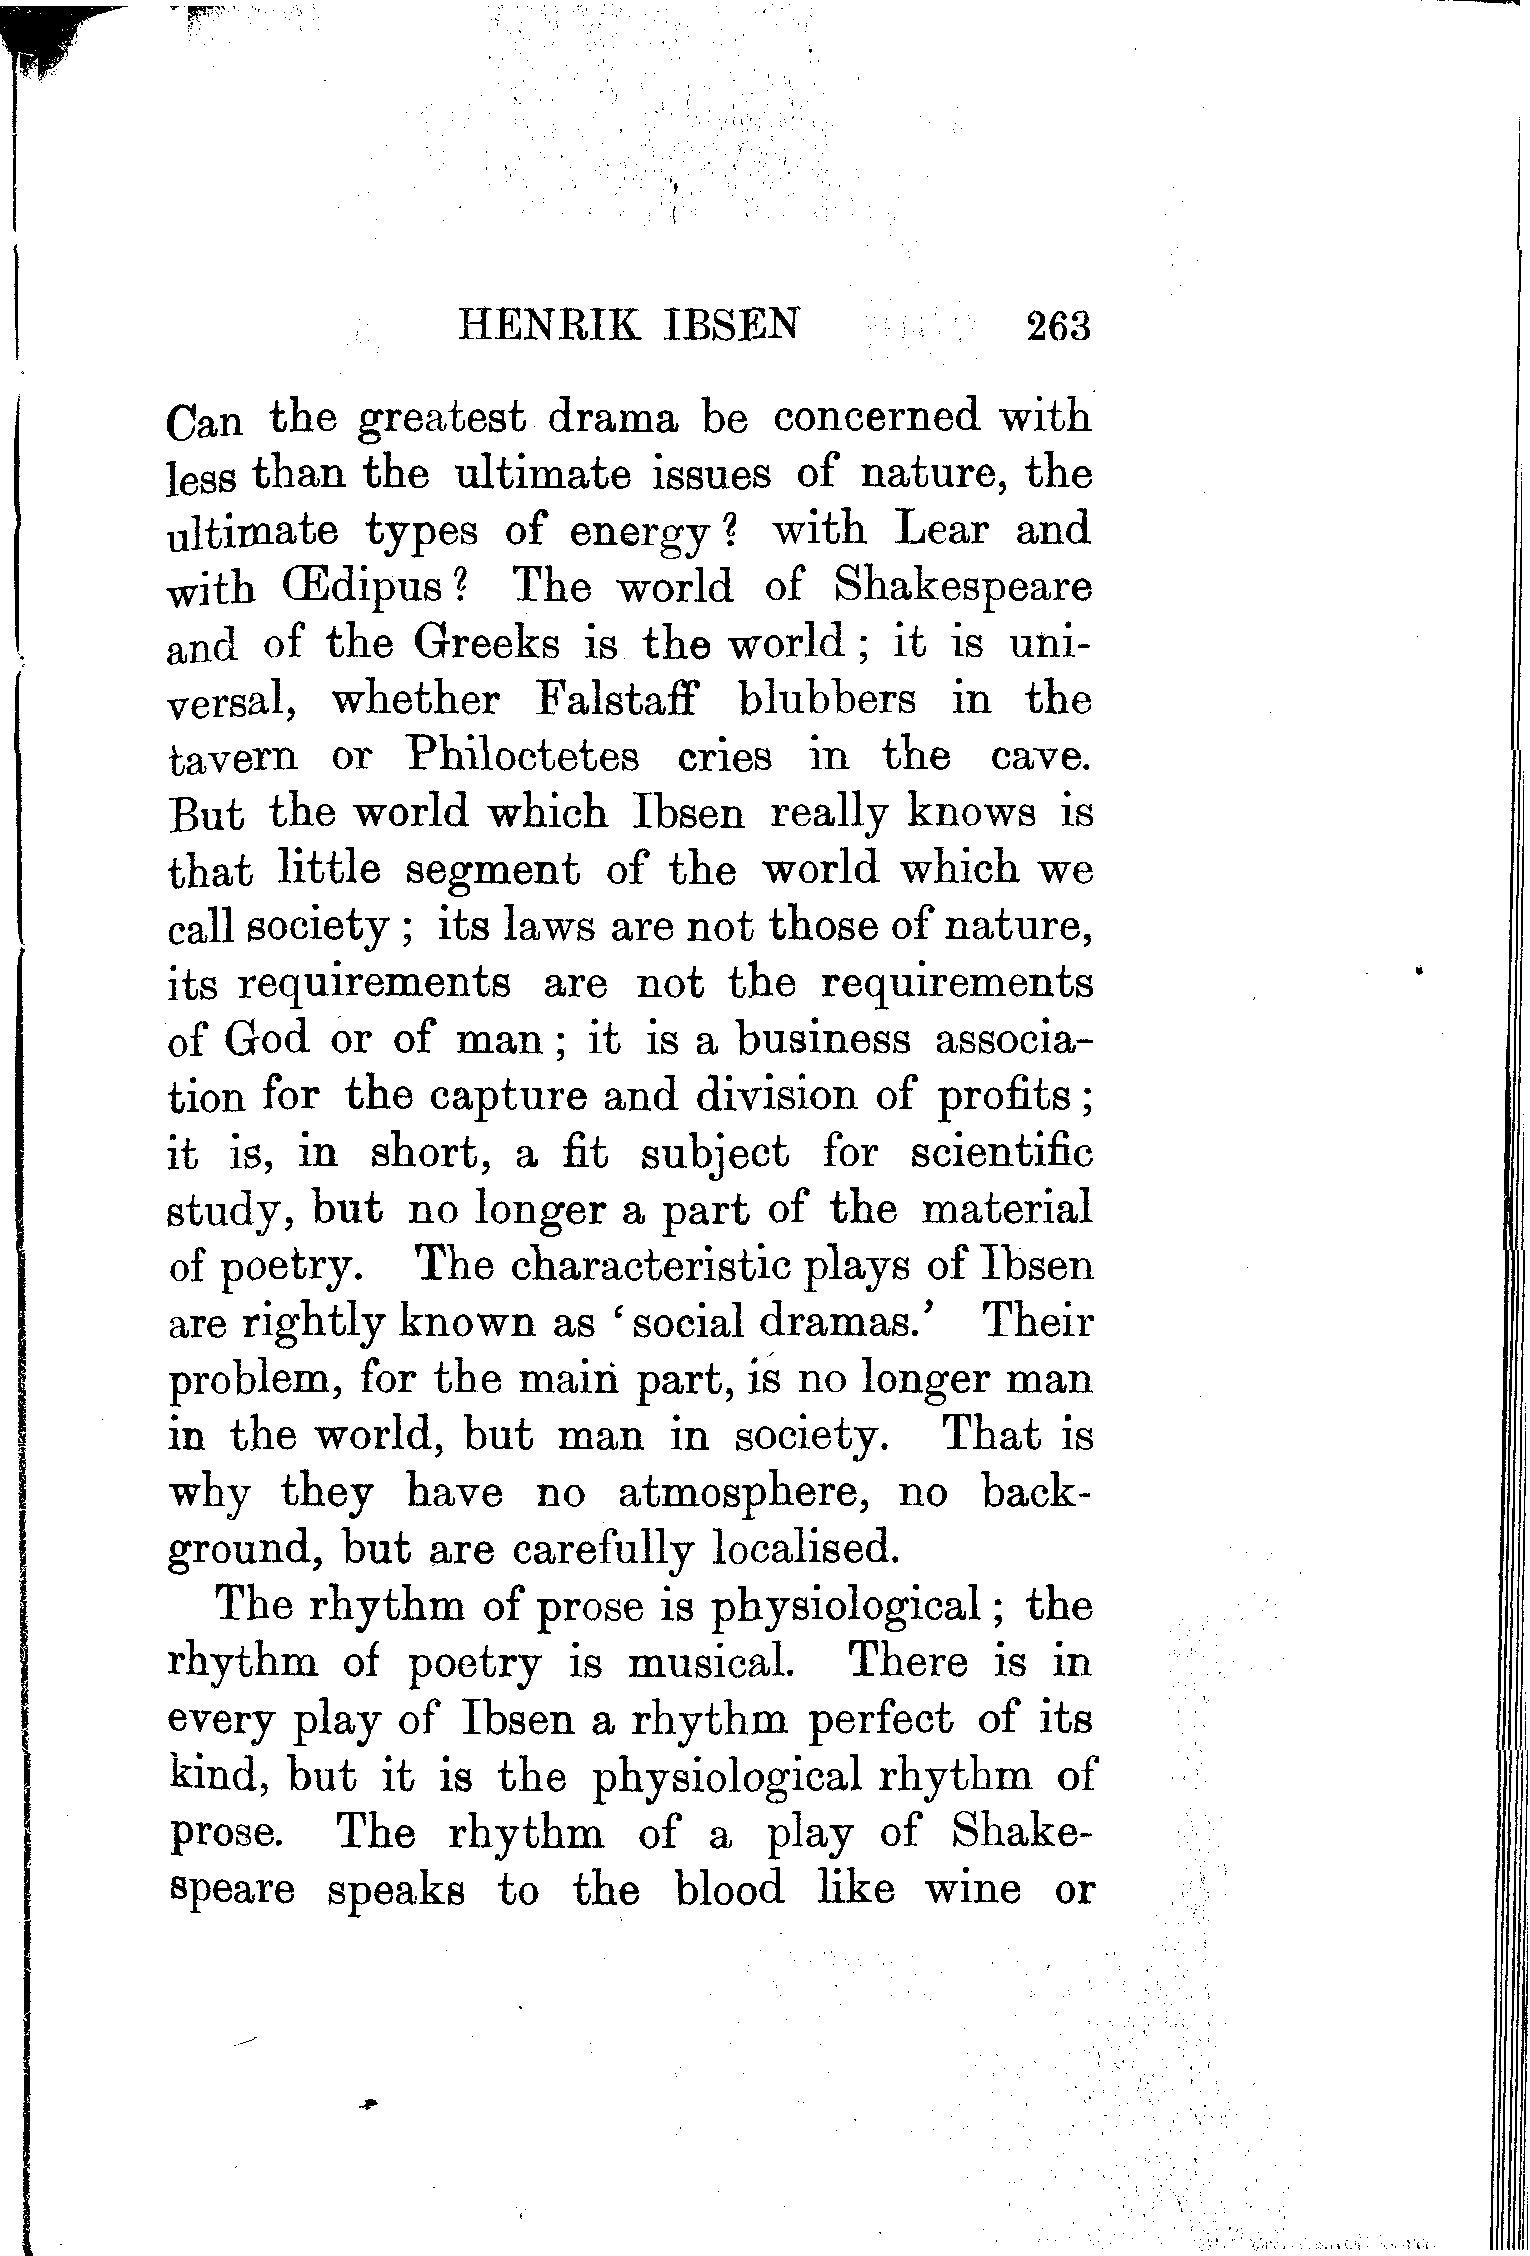 HENRIK IBSEN 263
Can the greatest drama be concerned with
less than the ultimate issues of nature, the
ultimate types of energy? with Lear and
with Œdipus? The world of Shakespeare
and of the Greeks is the world; it is uni-
versal, whether Falstaff blubbers in the
tavern or Philoctetes cries in the cave.
But the world which Ibsen really knows is
that little segment of the world which we
call society; its laws are not those of nature,
its requirements are not the requirements
of God or of man; it is a business associa-
tion for the capture and division of profits;
it is, in short, a fit subject for scientific
study, but no longer a part of the material
of poetry. The characteristic plays of Ibsen
are rightly known as ‘social dramas.’ Their
problem, for the main part, is no longer man
in the world, but man in society. That is
why they have no atmosphere, no back-
ground, but are carefully localised.
The rhythm of prose is physiological; the
rhythm of poetry is musical. There is in
every play of Ibsen a rhythm perfect of its
kind, but it is the physiological rhythm of
prose. The rhythm of a play of Shake-
speare speaks to the blood like wine or